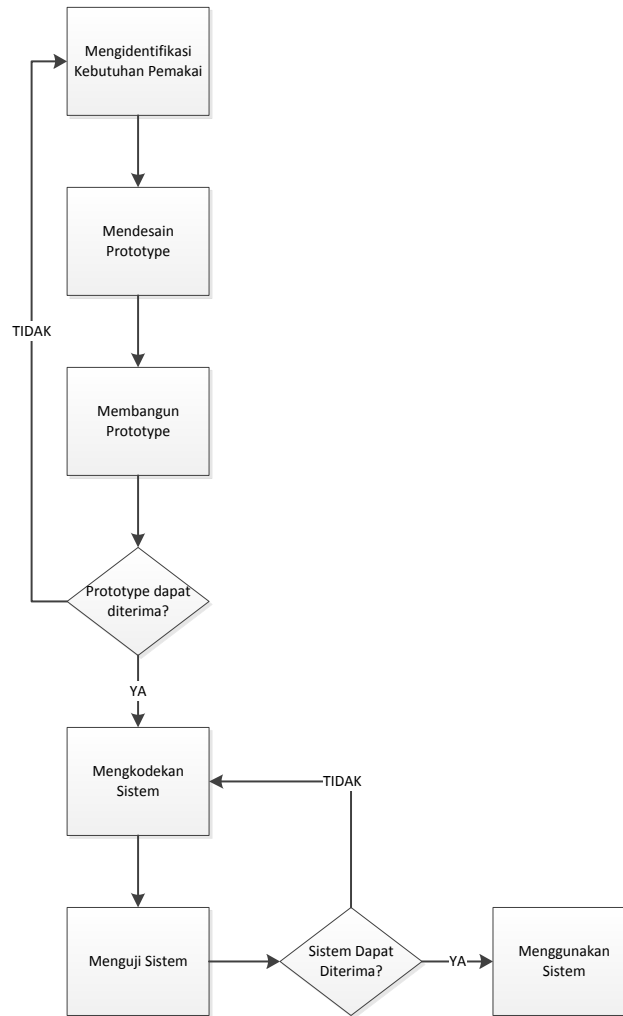 Mengidentifikasi
Kebutuhan Pemakai
Mendesain
Prototype
TIDAK
Membangun
Prototype
Prototype dapat
diterima?
YA
Mengkodekan
Sistem
TIDAK
Menguji Sistem
Sistem Dapat
Diterima?
YA
Menggunakan
Sistem